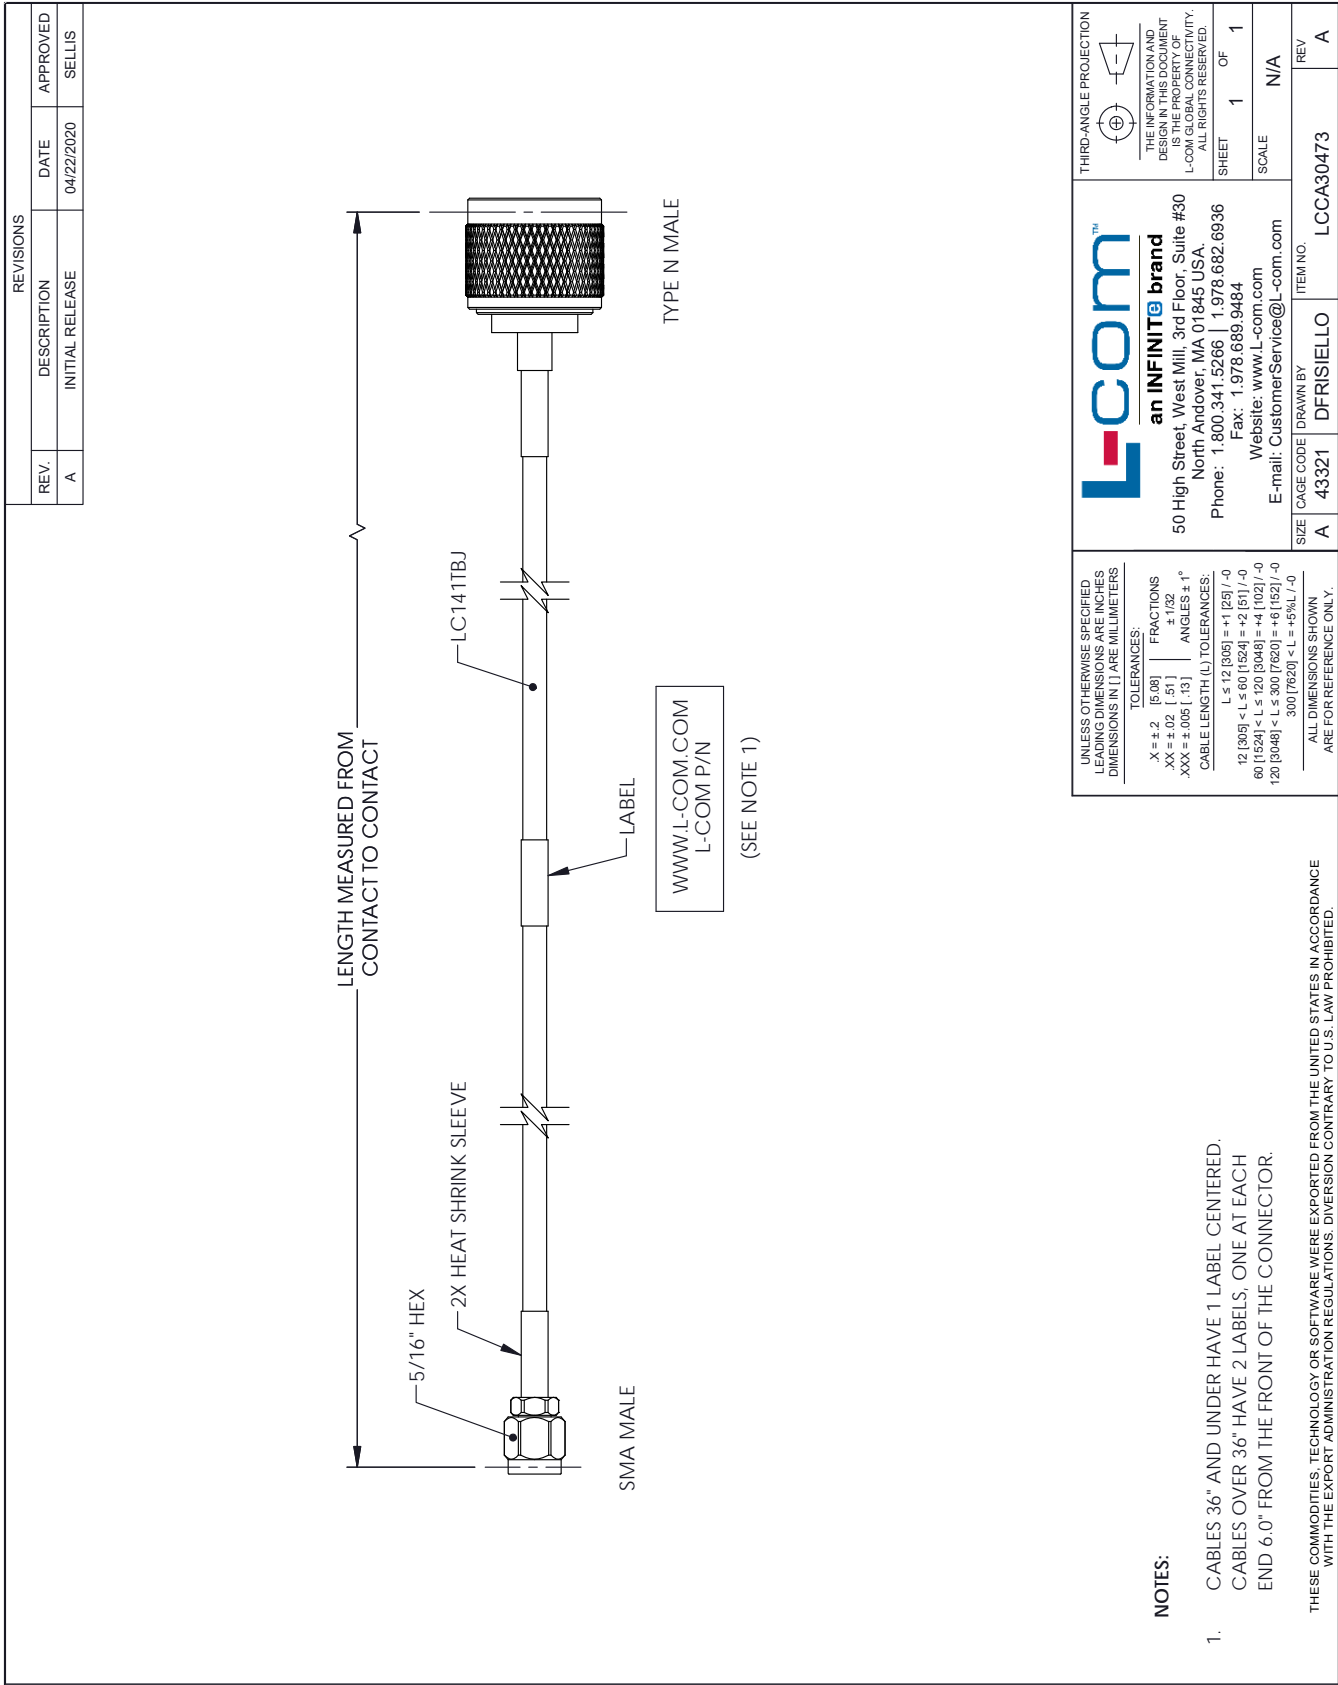 REVISIONS
REV. DESCRIPTION DATE APPROVED
A INITIAL RELEASE 04/22/2020 SELLIS
LENGTH MEASURED FROM
CONTACT TO CONTACT
5/16" HEX
2X HEAT SHRINK SLEEVE
LC141TBJ
LABEL
SMA MALE
TYPE N MALE
WWW.L-COM.COM
L-COM P/N
(SEE NOTE 1)
NOTES:
1. CABLES 36" AND UNDER HAVE 1 LABEL CENTERED.
CABLES OVER 36" HAVE 2 LABELS, ONE AT EACH
END 6.0" FROM THE FRONT OF THE CONNECTOR.
THESE COMMODITIES, TECHNOLOGY OR SOFTWARE WERE EXPORTED FROM THE UNITED STATES IN ACCORDANCE
WITH THE EXPORT ADMINISTRATION REGULATIONS. DIVERSION CONTRARY TO U.S. LAW PROHIBITED.
UNLESS OTHERWISE SPECIFIED
LEADING DIMENSIONS ARE INCHES
DIMENSIONS IN [ ] ARE MILLIMETERS
TOLERANCES:
.X = ±.2 [5.08] FRACTIONS
.XX = ±.02 [.51] ± 1/32
.XXX = ±.005 [.13] ANGLES ± 1°
CABLE LENGTH (L) TOLERANCES:
L ≤ 12 [305] = +1 [25] / -0
12 [305] < L ≤ 60 [1524] = +2 [51] / -0
60 [1524] < L ≤ 120 [3048] = +4 [102] / -0
120 [3048] < L ≤ 300 [7620] = +6 [152] / -0
300 [7620] < L = +5%L / -0
ALL DIMENSIONS SHOWN
ARE FOR REFERENCE ONLY.
L-com™
an INFINITe brand
50 High Street, West Mill, 3rd Floor, Suite #30
North Andover, MA 01845 USA.
Phone: 1.800.341.5266 | 1.978.682.6936
Fax: 1.978.689.9484
Website: www.L-com.com
E-mail: CustomerService@L-com.com
THIRD-ANGLE PROJECTION
THE INFORMATION AND
DESIGN IN THIS DOCUMENT
IS THE PROPERTY OF
L-COM GLOBAL CONNECTIVITY.
ALL RIGHTS RESERVED.
SHEET 1 OF 1
SCALE N/A
SIZE A
CAGE CODE 43321
DRAWN BY DFRISIELLO
ITEM NO. LCCA30473
REV A